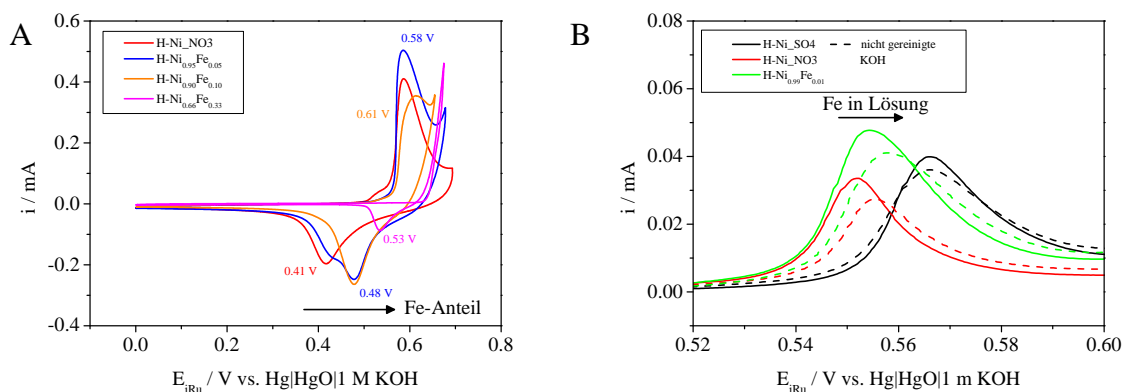 A
0.6
0.4
0.2
0.0
-0.2
-0.4
i / mA
H-Ni_NO3
H-Ni0.95Fe0.05
H-Ni0.90Fe0.10
H-Ni0.66Fe0.33
0.58 V
0.61 V
0.53 V
0.41 V
0.48 V
Fe-Anteil
0.0 0.2 0.4 0.6 0.8
E_iRu / V vs. Hg|HgO|1 M KOH
B
0.08
0.06
0.04
0.02
0.00
i / mA
H-Ni_SO4
H-Ni_NO3
H-Ni0.99Fe0.01
nicht gereinigte
KOH
Fe in Lösung
0.52 0.54 0.56 0.58 0.60
E_iRu / V vs. Hg|HgO|1 m KOH